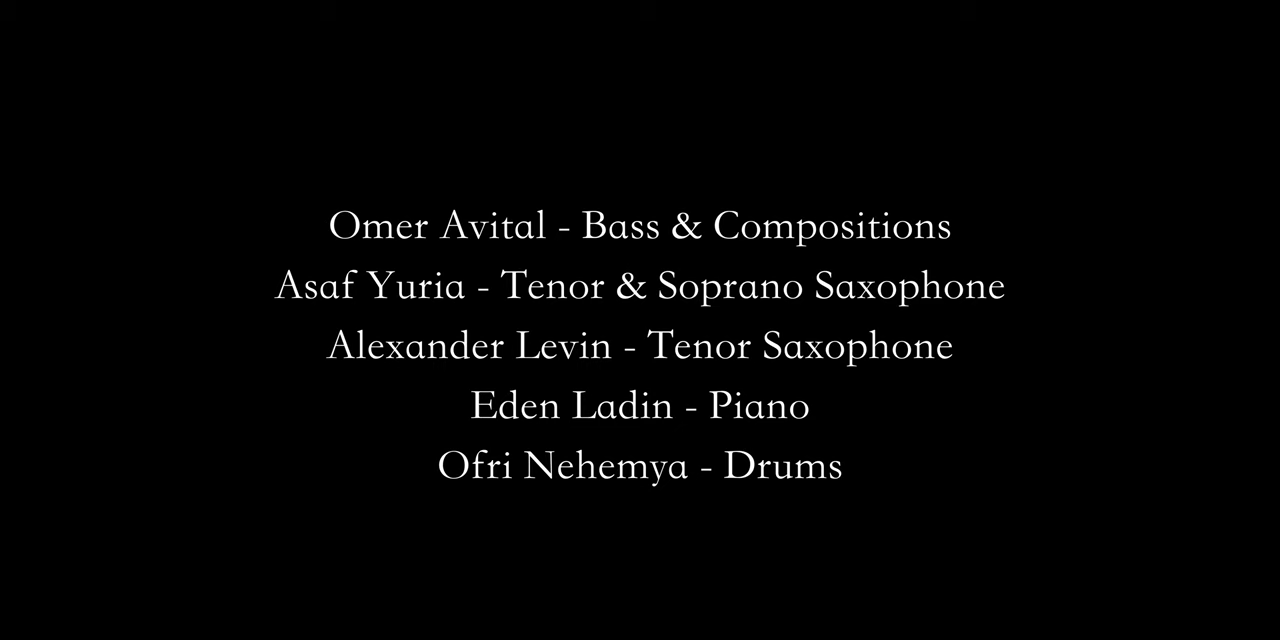 Omer Avital - Bass & Compositions
Asaf Yuria - Tenor & Soprano Saxophone
Alexander Levin - Tenor Saxophone
Eden Ladin - Piano
Ofri Nehemya - Drums